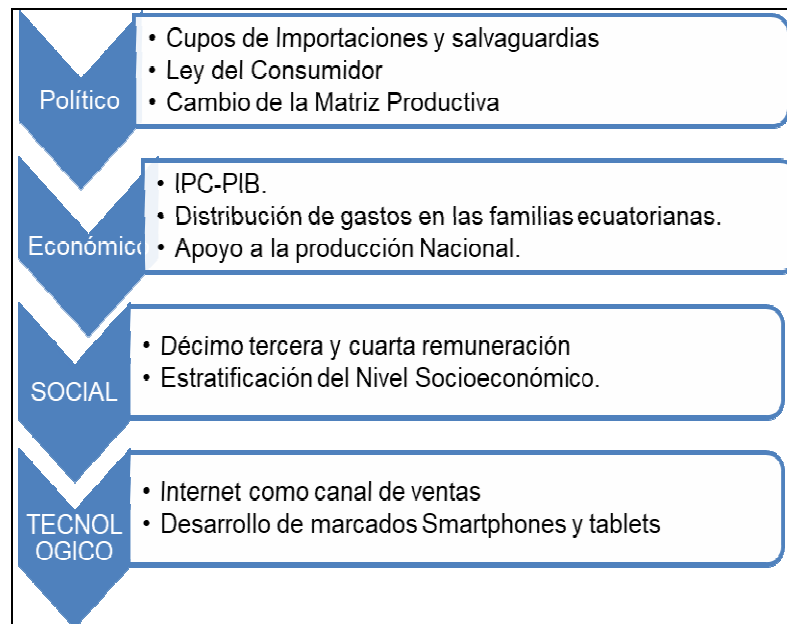 Político
• Cupos de Importaciones y salvaguardias
• Ley del Consumidor
• Cambio de la Matriz Productiva
Económico
• IPC-PIB.
• Distribución de gastos en las familias ecuatorianas.
• Apoyo a la producción Nacional.
SOCIAL
• Décimo tercera y cuarta remuneración
• Estratificación del Nivel Socioeconómico.
TECNOL
OGICO
• Internet como canal de ventas
• Desarrollo de marcados Smartphones y tablets